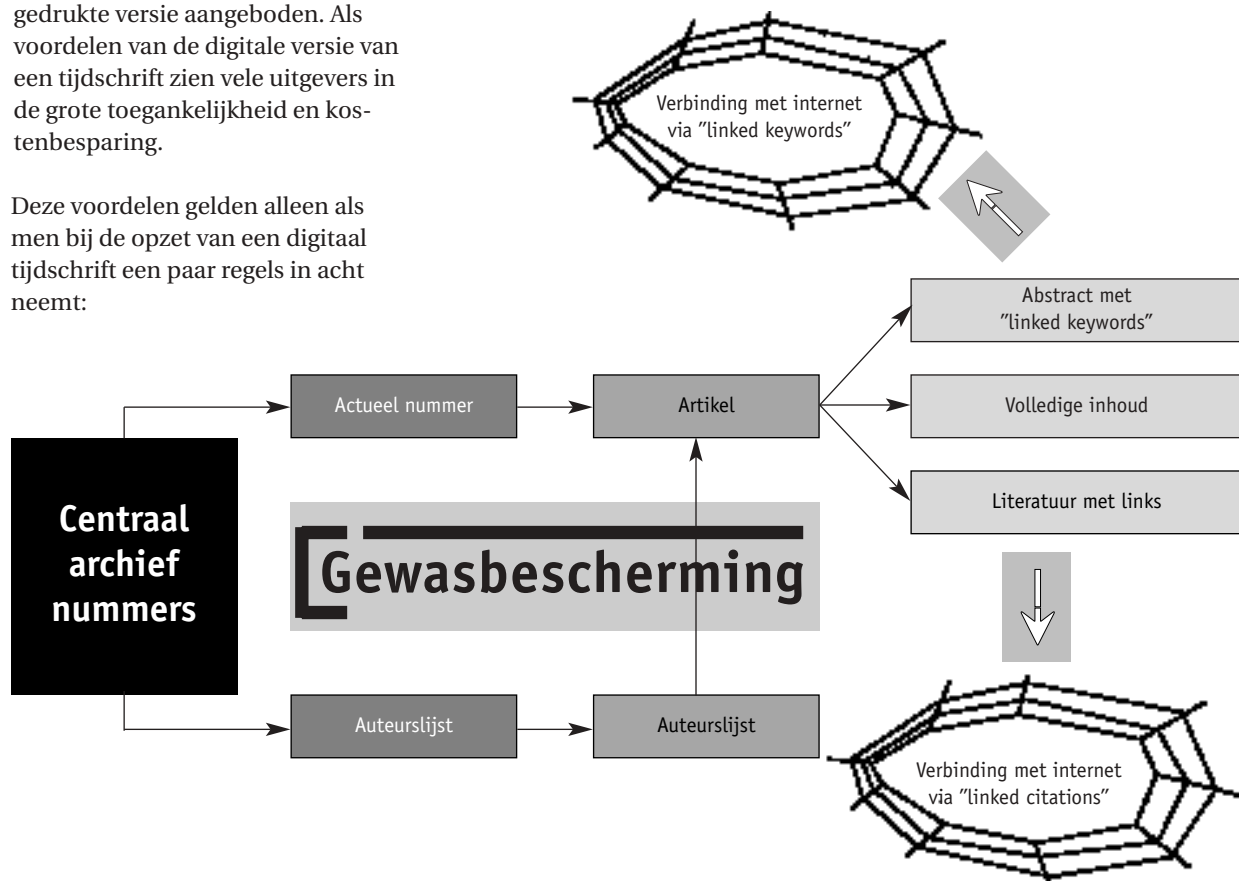 gedrukte versie aangeboden. Als
voordelen van de digitale versie van
een tijdschrift zien vele uitgevers in
de grote toegankelijkheid en kos-
tenbesparing.
Deze voordelen gelden alleen als
men bij de opzet van een digitaal
tijdschrift een paar regels in acht
neemt:
Verbinding met internet
via "linked keywords"
Abstract met
"linked keywords"
Actueel nummer
Artikel
Volledige inhoud
Literatuur met links
Centraal
archief
nummers
Gewasbescherming
Auteurslijst
Auteurslijst
Verbinding met internet
via "linked citations"